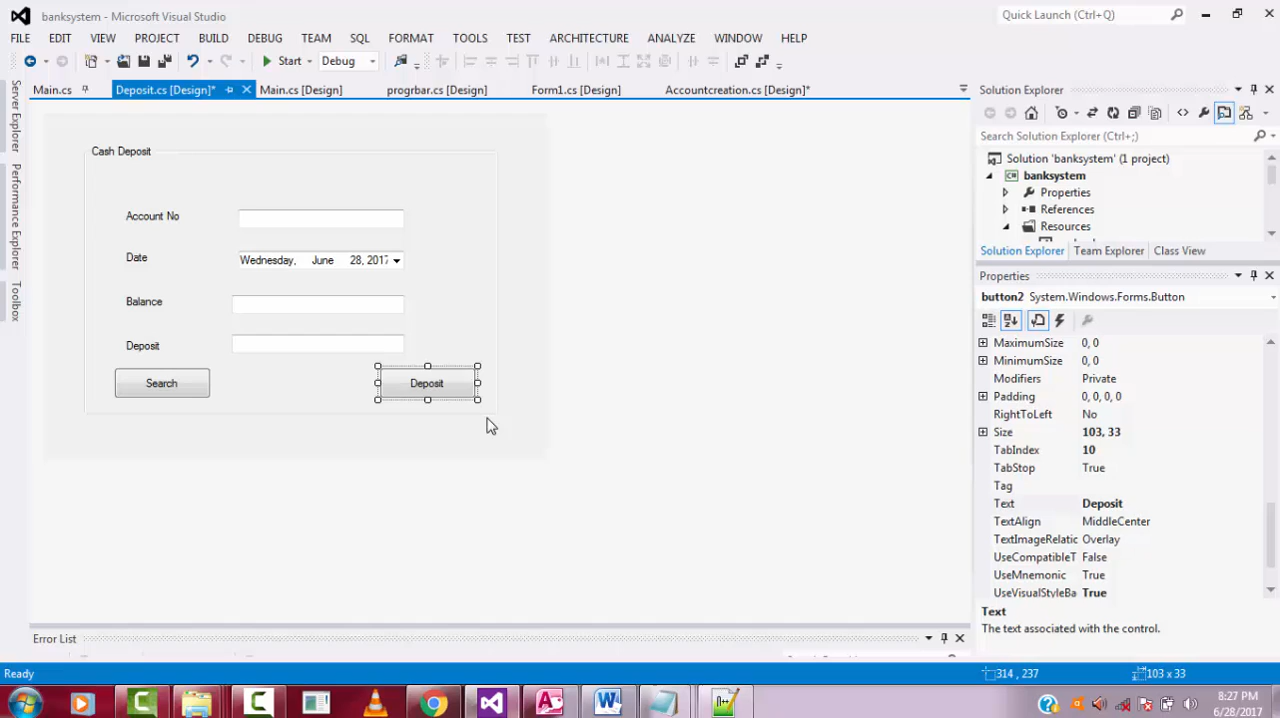 banksystem - Microsoft Visual Studio
Quick Launch (Ctrl+Q)
FILE EDIT VIEW PROJECT BUILD DEBUG TEAM SQL FORMAT TOOLS TEST ARCHITECTURE ANALYZE WINDOW HELP
Start Debug
Main.cs Deposit.cs [Design]* Main.cs [Design] progrbar.cs [Design] Form1.cs [Design] Accountcreation.cs [Design]*
Server Explorer
Performance Explorer
Toolbox
Cash Deposit
Account No
Date Wednesday, June 28, 2017
Balance
Deposit
Search Deposit
Solution Explorer
Search Solution Explorer (Ctrl+;)
Solution 'banksystem' (1 project)
banksystem
Properties
References
Resources
Solution Explorer Team Explorer Class View
Properties
button2 System.Windows.Forms.Button
MaximumSize 0, 0
MinimumSize 0, 0
Modifiers Private
Padding 0, 0, 0, 0
RightToLeft No
Size 103, 33
TabIndex 10
TabStop True
Tag
Text Deposit
TextAlign MiddleCenter
TextImageRelatic Overlay
UseCompatibleT False
UseMnemonic True
UseVisualStyleBa True
Text
The text associated with the control.
Error List
Ready 314 , 237 103 x 33
8:27 PM
6/28/2017